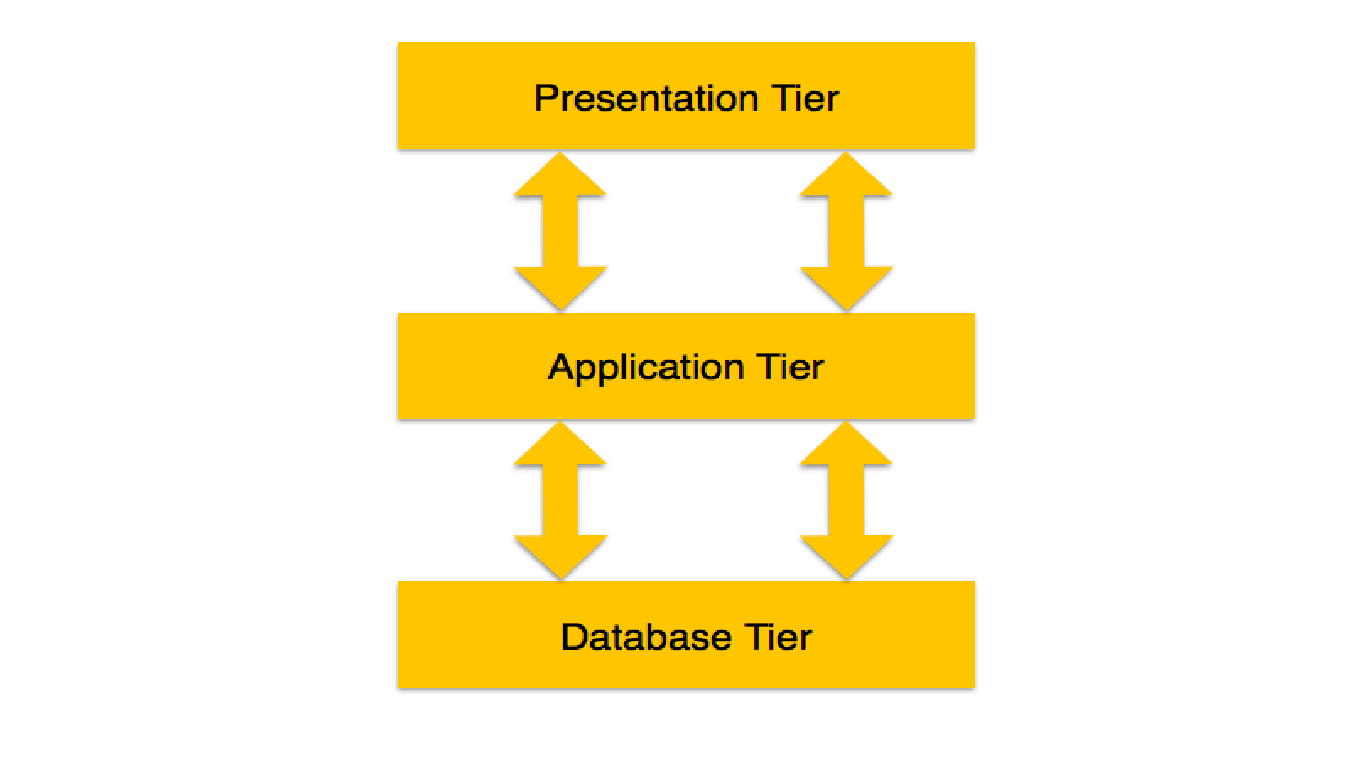 Presentation Tier
Application Tier
Database Tier